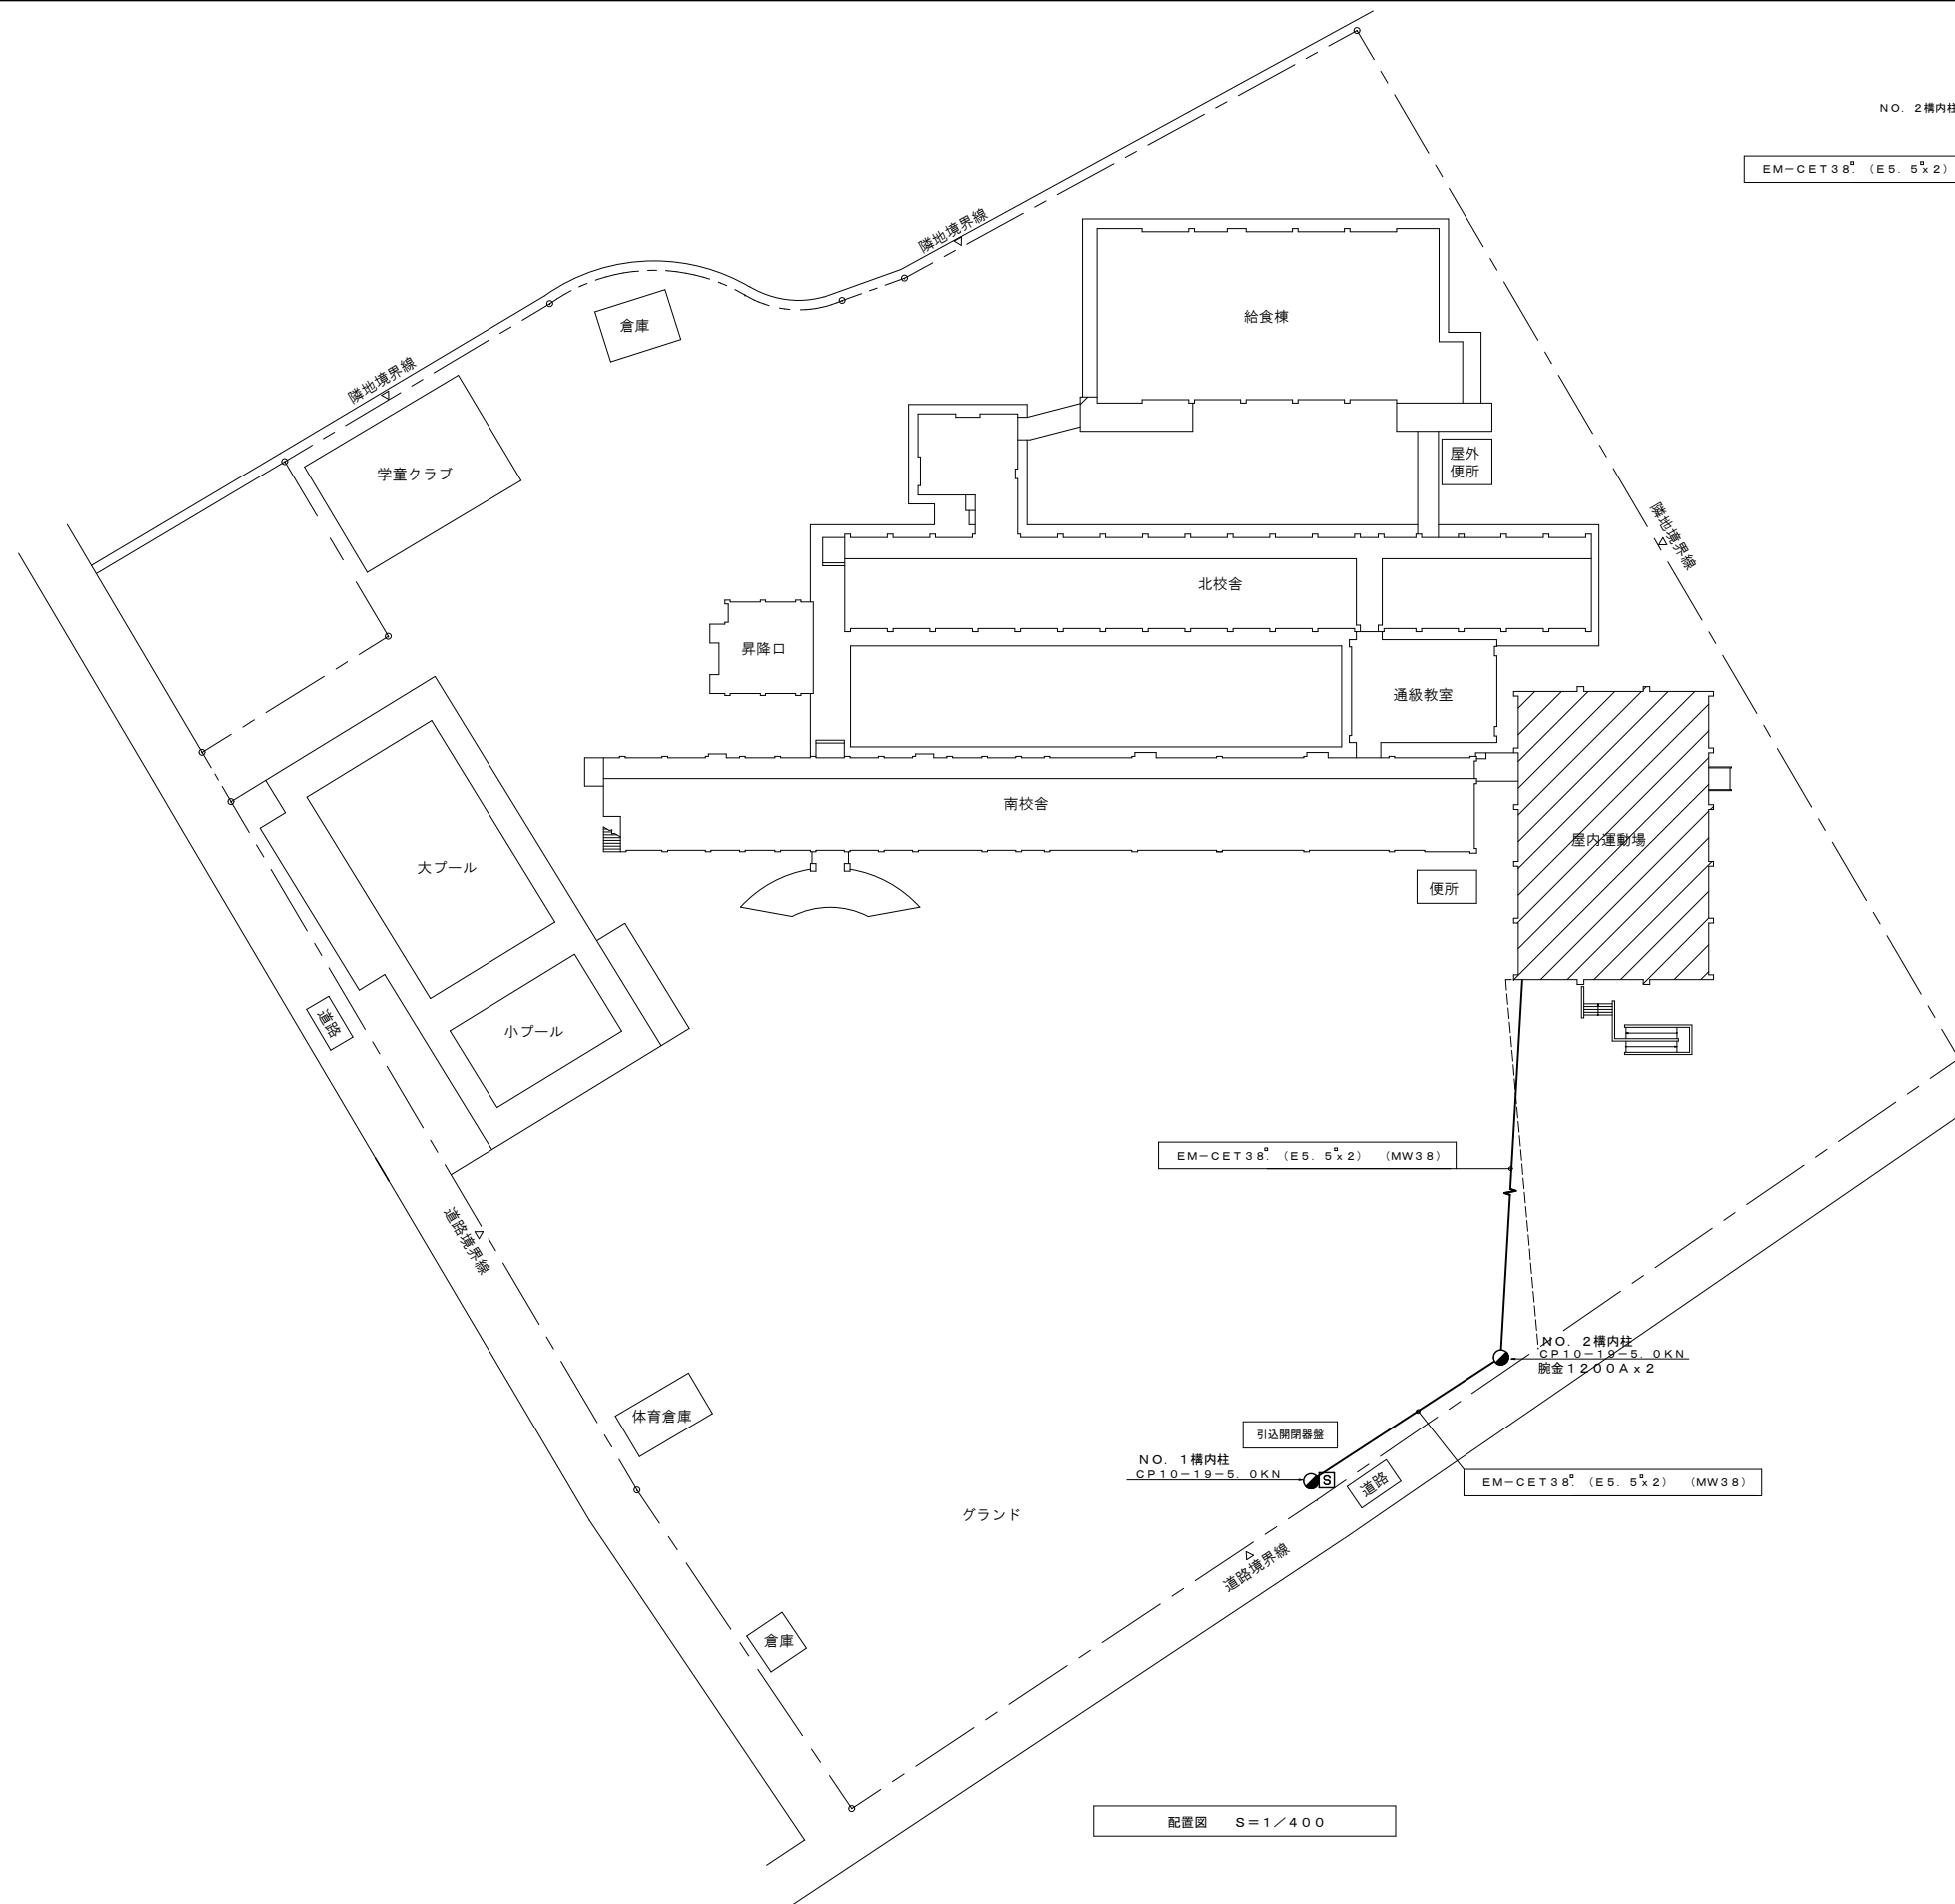 NO．2構内柱
EM－CET38□．（E5．5□x2）
隣地境界線
倉庫
給食棟
隣地境界線
学童クラブ
屋外
便所
隣地境界線
北校舎
昇降口
通級教室
南校舎
屋内運動場
大プール
便所
道路
小プール
EM－CET38□．（E5．5□x2）　（MW38）
道路境界線
NO．2構内柱
CP10－19－5．0KN
腕金1200Ax2
体育倉庫
引込開閉器盤
NO．1構内柱
CP10－19－5．0KN
S
道路
EM－CET38□．（E5．5□x2）　（MW38）
グランド
道路境界線
倉庫
配置図　S＝1／400